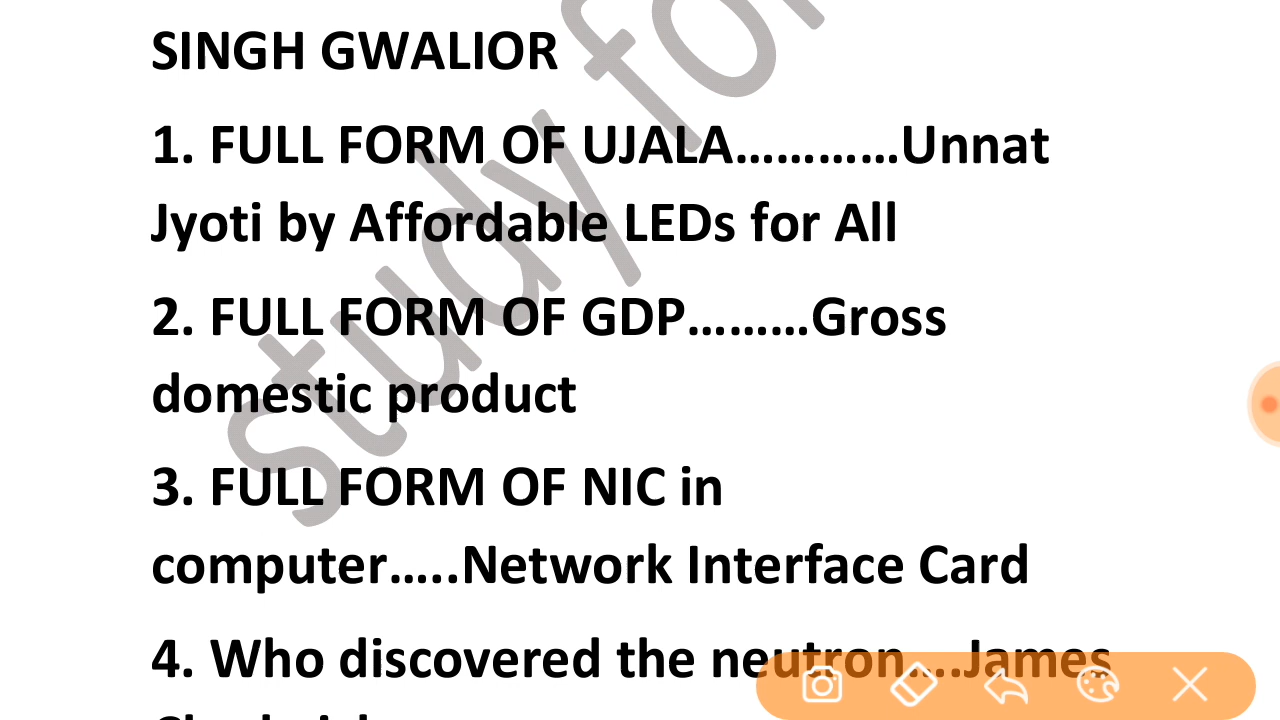 SINGH GWALIOR
1. FULL FORM OF UJALA…………Unnat
Jyoti by Affordable LEDs for All
2. FULL FORM OF GDP………Gross
domestic product
3. FULL FORM OF NIC in
computer…..Network Interface Card
4. Who discovered the neutron….James
study for